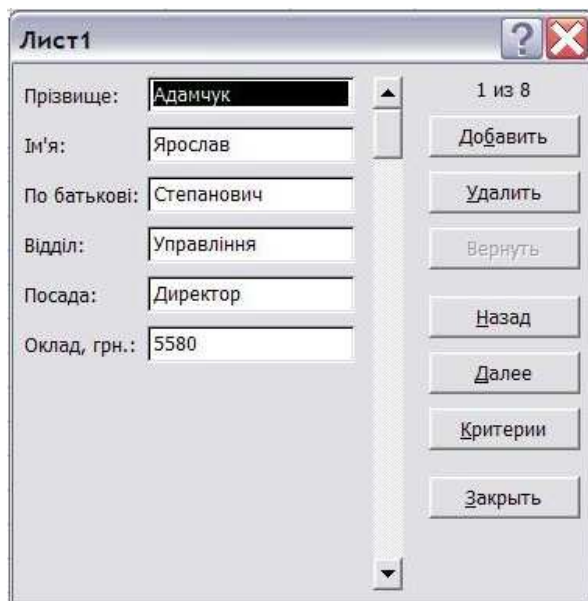 Лист1
Прізвище: Адамчук
Ім'я: Ярослав
По батькові: Степанович
Відділ: Управління
Посада: Директор
Оклад, грн.: 5580
1 из 8
Добавить
Удалить
Вернуть
Назад
Далее
Критерии
Закрыть